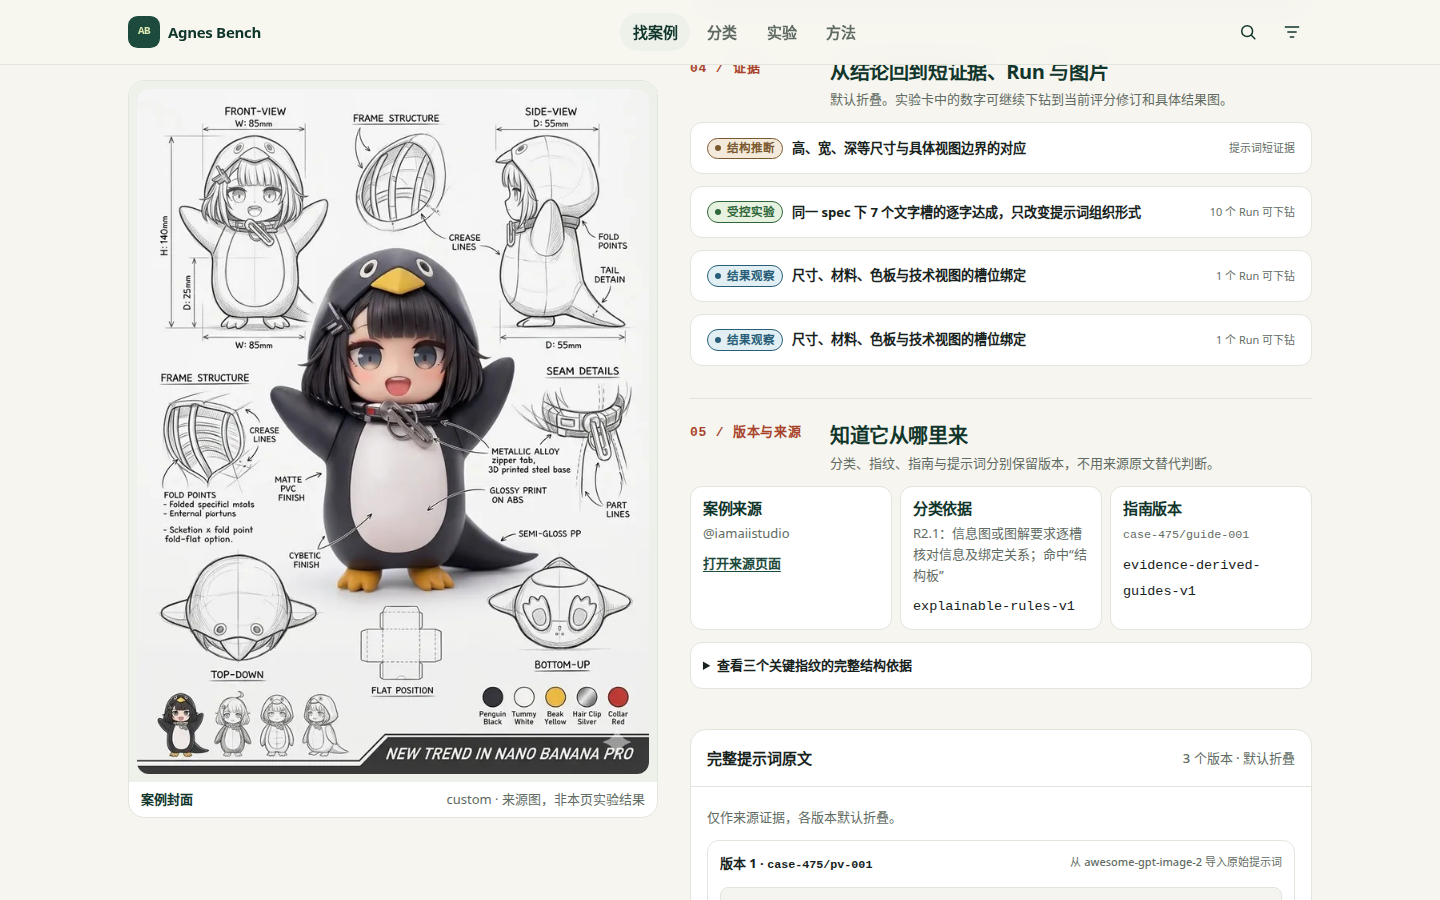 AB
Agnes Bench
找案例
分类
实验
方法
FRONT-VIEW
W: 85mm
FRAME STRUCTURE
SIDE-VIEW
D: 55mm
H: 140mm
D: 25mm
CREASE
LINES
FOLD
POINTS
TAIL
DETAIN
W: 85mm
D: 55mm
FRAME STRUCTURE
SEAM DETAILS
CREASE
LINES
METALLIC ALLOY
zipper tab,
3D printed steel base
MATTE
PVC
FINISH
GLOSSY PRINT
ON ABS
FOLD POINTS
- Folded specificl msots
- Enternal piortuns
- Scketion x fold point
fold-flat option.
PART
LINES
SEMI-GLOSS PP
CYBETIC
FINISH
TOP-DOWN
FLAT POSITION
BOTTOM-UP
Penguin
Black
Tummy
White
Beak
Yellow
Hair Clip
Silver
Collar
Red
NEW TREND IN NANO BANANA PRO
案例封面
custom · 来源图，非本页实验结果
04 / 证据
从结论回到短证据、Run 与图片
默认折叠。实验卡中的数字可继续下钻到当前评分修订和具体结果图。
结构推断
高、宽、深等尺寸与具体视图边界的对应
提示词短证据
受控实验
同一 spec 下 7 个文字槽的逐字达成，只改变提示词组织形式
10 个 Run 可下钻
结果观察
尺寸、材料、色板与技术视图的槽位绑定
1 个 Run 可下钻
结果观察
尺寸、材料、色板与技术视图的槽位绑定
1 个 Run 可下钻
05 / 版本与来源
知道它从哪里来
分类、指纹、指南与提示词分别保留版本，不用来源原文替代判断。
案例来源
@iamaiistudio
打开来源页面
分类依据
R2.1：信息图或图解要求逐槽
核对信息及绑定关系；命中“结
构板”
explainable-rules-v1
指南版本
case-475/guide-001
evidence-derived-
guides-v1
查看三个关键指纹的完整结构依据
完整提示词原文
3 个版本 · 默认折叠
仅作来源证据，各版本默认折叠。
版本 1 · case-475/pv-001
从 awesome-gpt-image-2 导入原始提示词